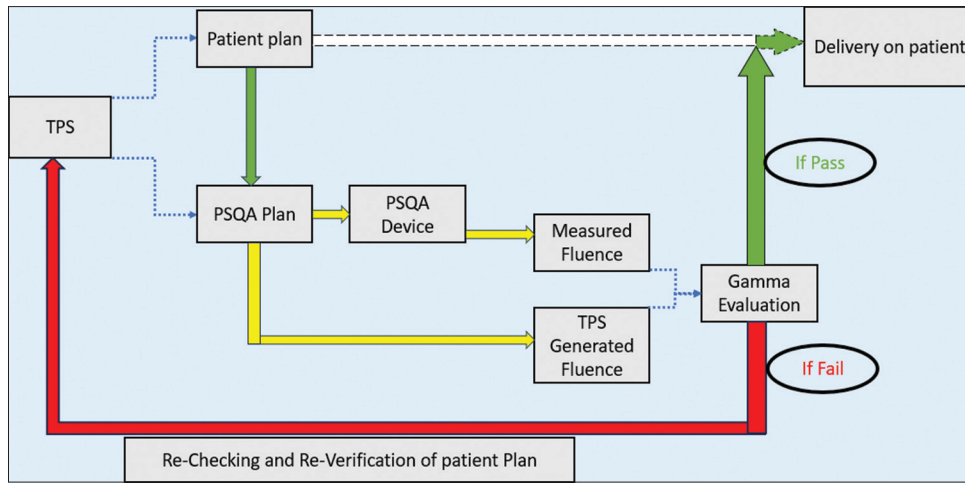 Patient plan
Delivery on patient
TPS
If Pass
PSQA Plan
PSQA
Device
Measured
Fluence
Gamma
Evaluation
TPS
Generated
Fluence
If Fail
Re-Checking and Re-Verification of patient Plan